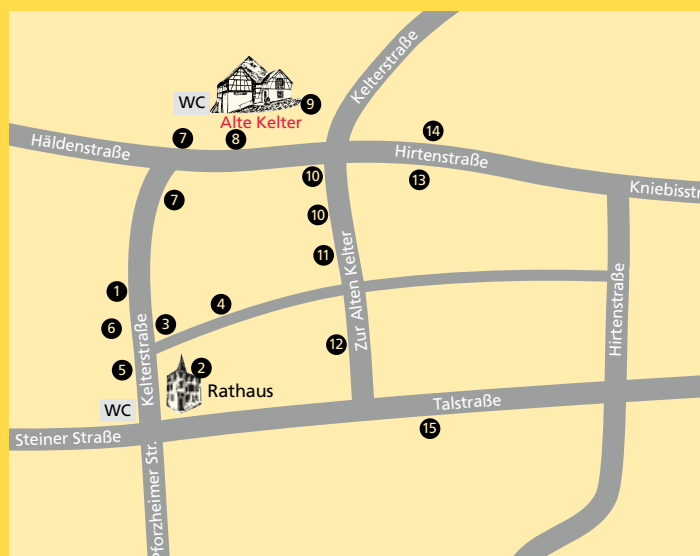 Kelterstraße
WC
9
Alte Kelter
7
8
14
Häldenstraße
Hirtenstraße
10
13
Kniebisstr
7
10
11
Zur Alten Kelter
1
4
Hirtenstraße
6
3
Kelterstraße
12
5
2
Rathaus
WC
Talstraße
15
Steiner Straße
Pforzheimer Str.